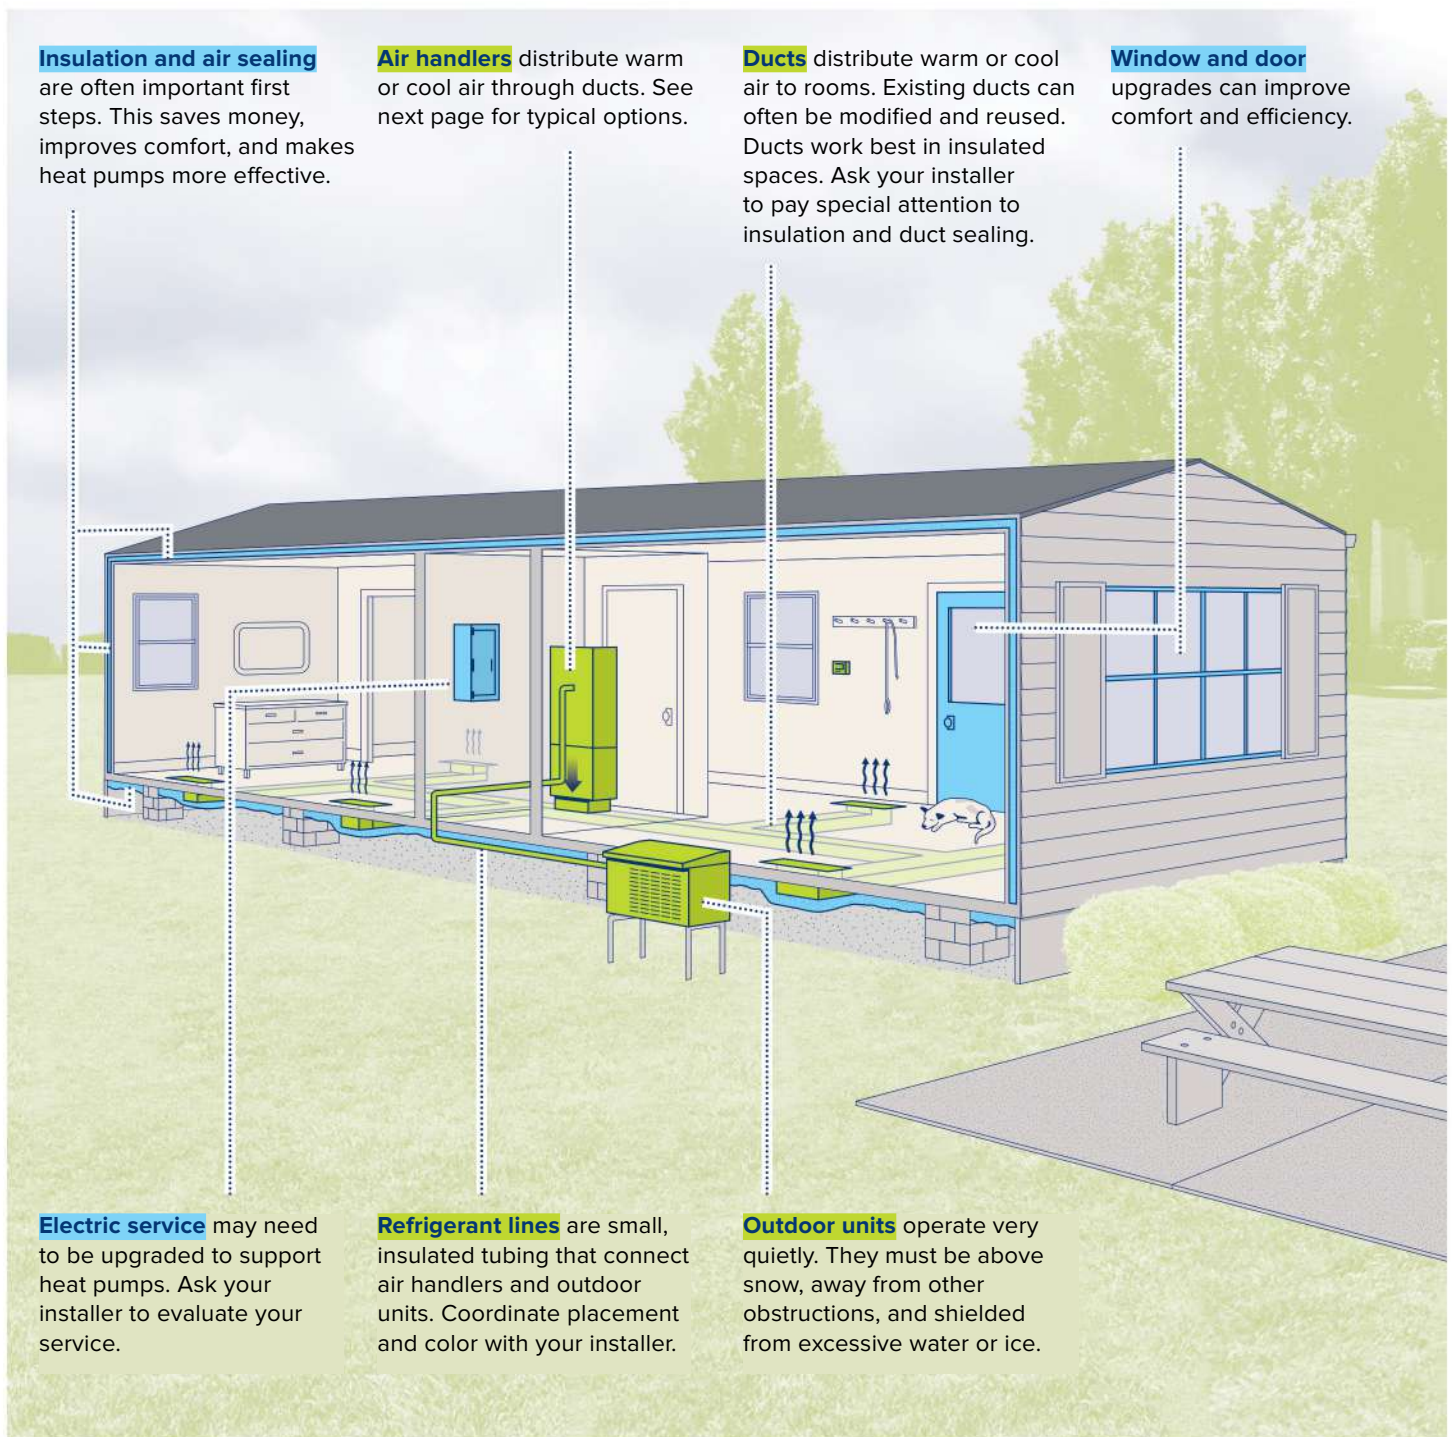 Insulation and air sealing
are often important first
steps. This saves money,
improves comfort, and makes
heat pumps more effective.
Air handlers distribute warm
or cool air through ducts. See
next page for typical options.
Ducts distribute warm or cool
air to rooms. Existing ducts can
often be modified and reused.
Ducts work best in insulated
spaces. Ask your installer
to pay special attention to
insulation and duct sealing.
Window and door
upgrades can improve
comfort and efficiency.
Electric service may need
to be upgraded to support
heat pumps. Ask your
installer to evaluate your
service.
Refrigerant lines are small,
insulated tubing that connect
air handlers and outdoor
units. Coordinate placement
and color with your installer.
Outdoor units operate very
quietly. They must be above
snow, away from other
obstructions, and shielded
from excessive water or ice.